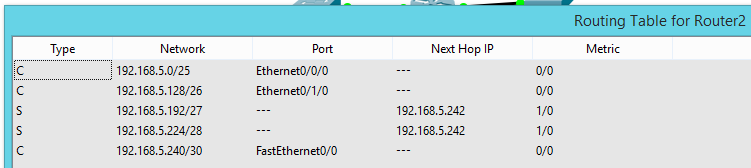 Routing Table for Router2
Type Network Port Next Hop IP Metric
C 192.168.5.0/25 Ethernet0/0/0 --- 0/0
C 192.168.5.128/26 Ethernet0/1/0 --- 0/0
S 192.168.5.192/27 --- 192.168.5.242 1/0
S 192.168.5.224/28 --- 192.168.5.242 1/0
C 192.168.5.240/30 FastEthernet0/0 --- 0/0